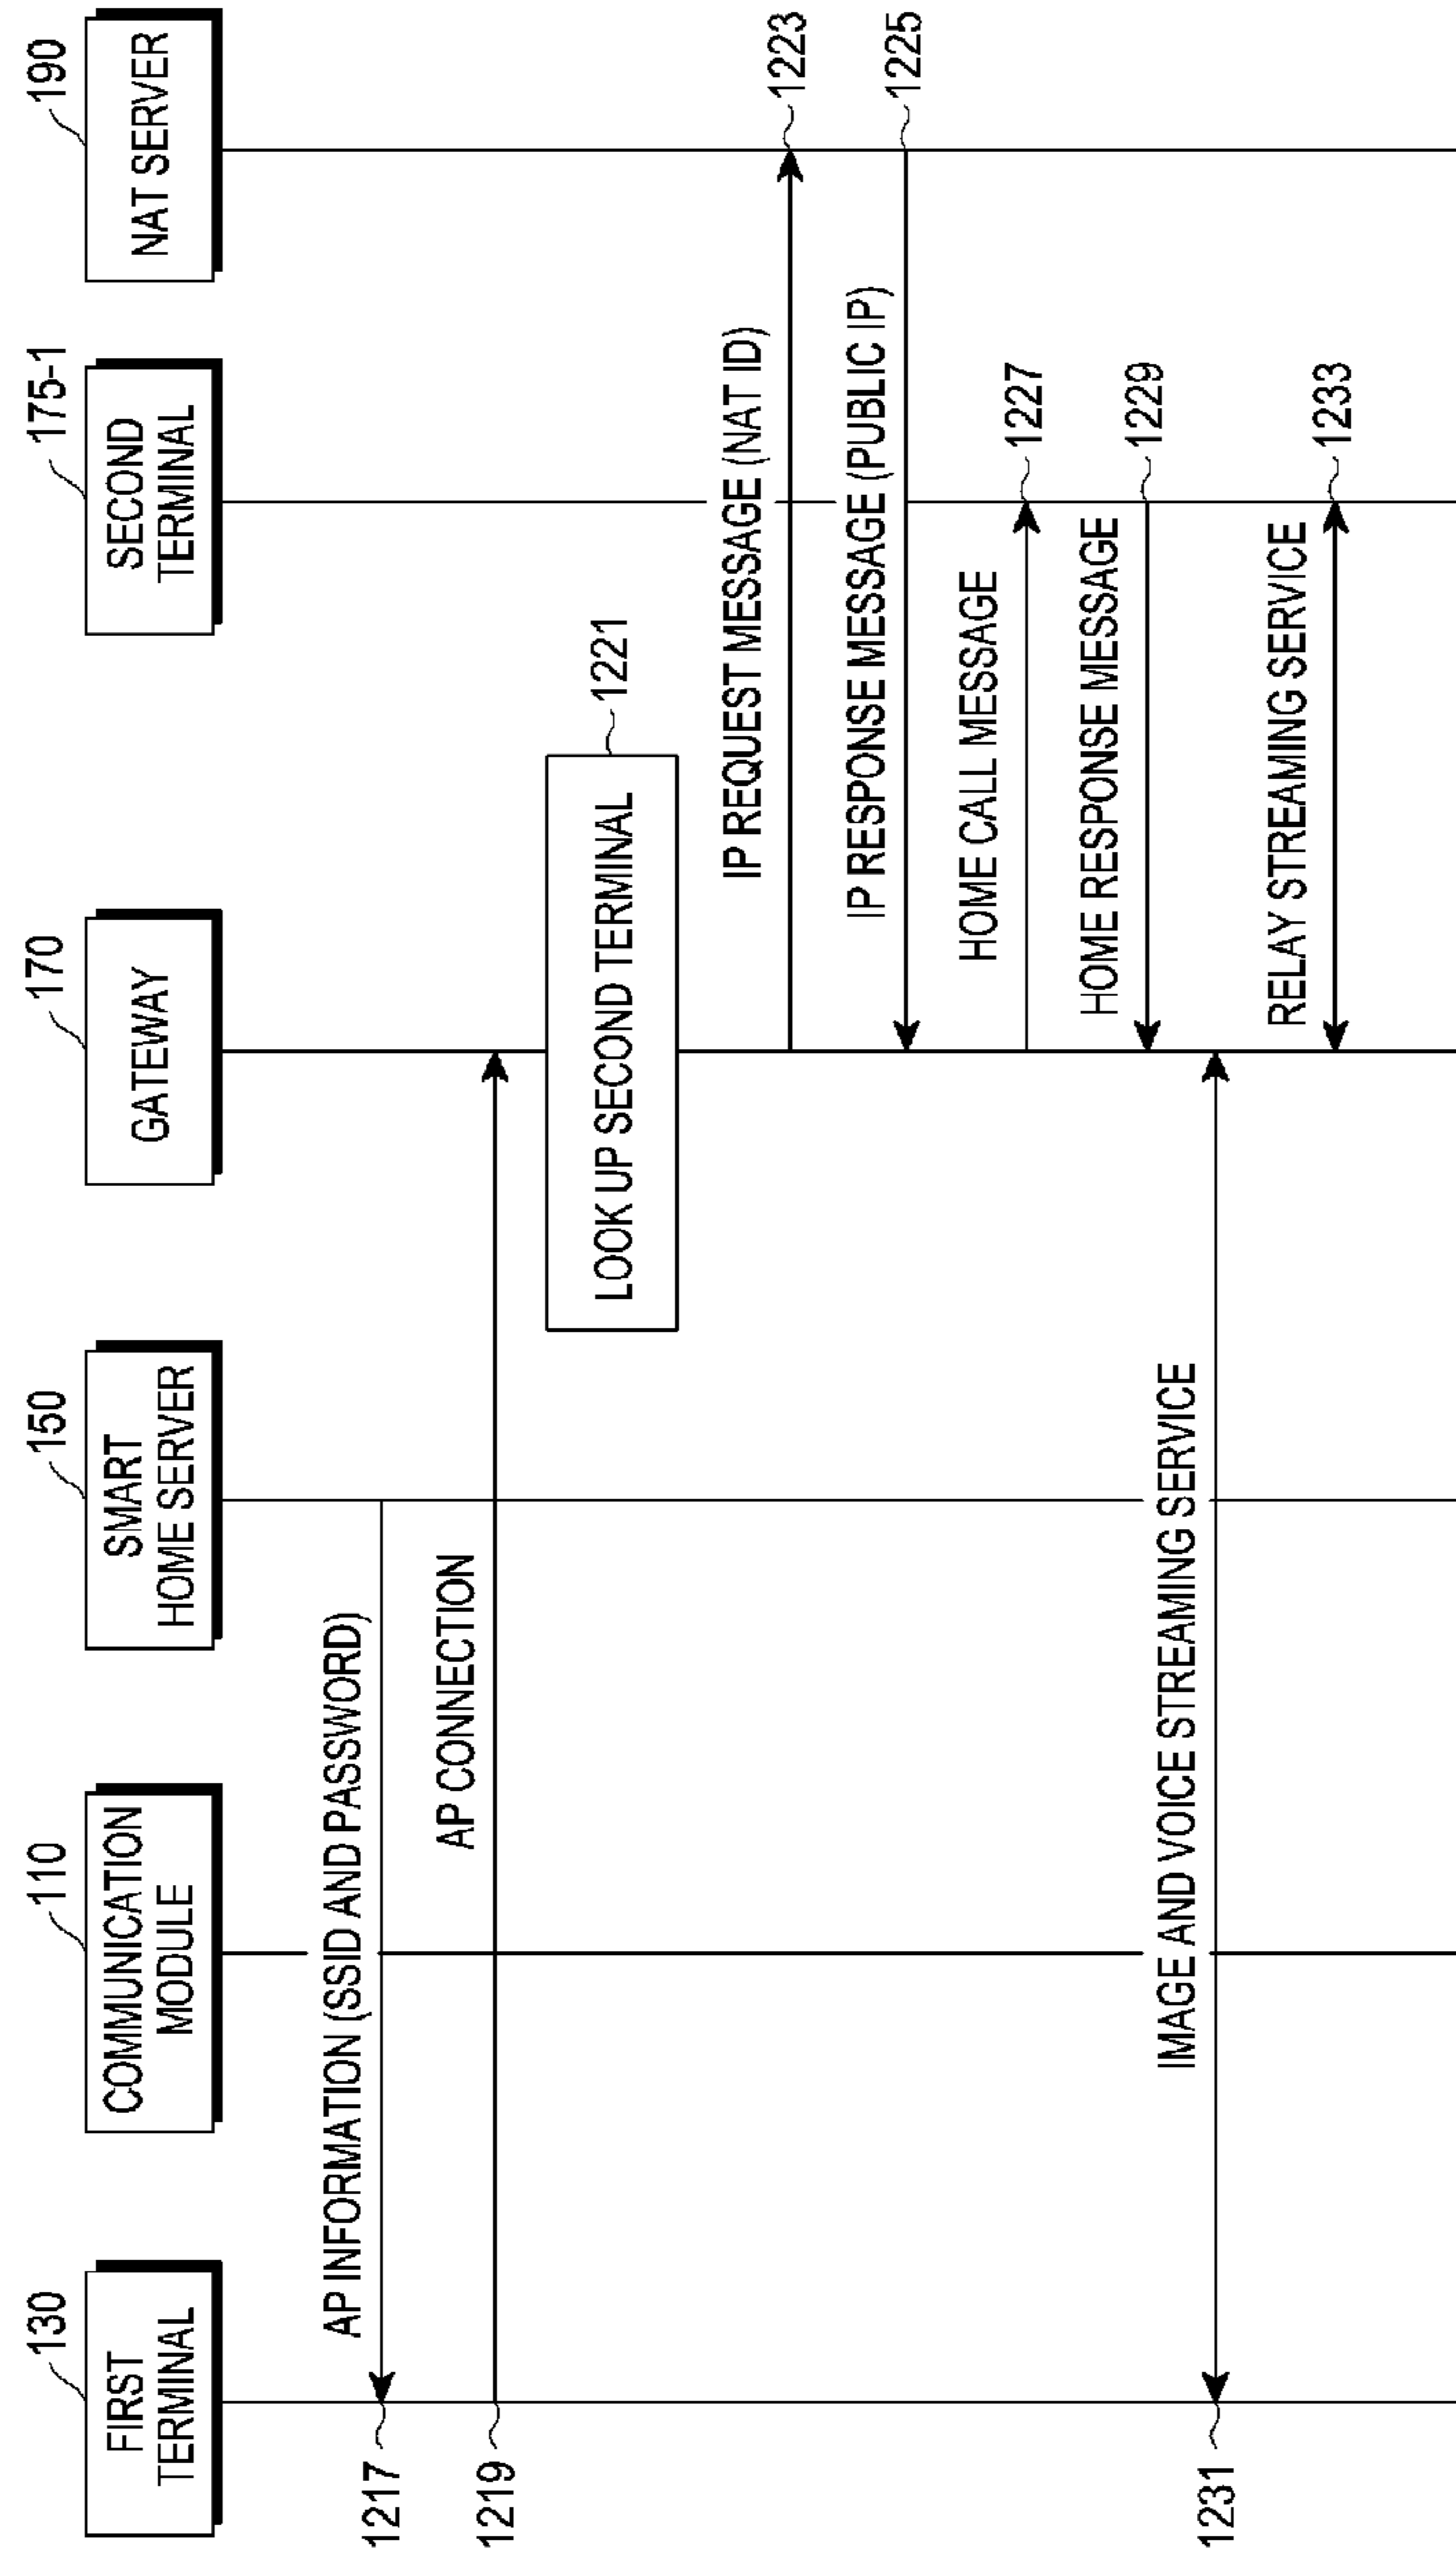 130
FIRST
TERMINAL
110
COMMUNICATION
MODULE
150
SMART
HOME SERVER
170
GATEWAY
175-1
SECOND
TERMINAL
190
NAT SERVER
AP INFORMATION (SSID AND PASSWORD)
1217
AP CONNECTION
1219
LOOK UP SECOND TERMINAL
1221
IP REQUEST MESSAGE (NAT ID)
1223
IP RESPONSE MESSAGE (PUBLIC IP)
1225
HOME CALL MESSAGE
1227
HOME RESPONSE MESSAGE
1229
IMAGE AND VOICE STREAMING SERVICE
1231
RELAY STREAMING SERVICE
1233